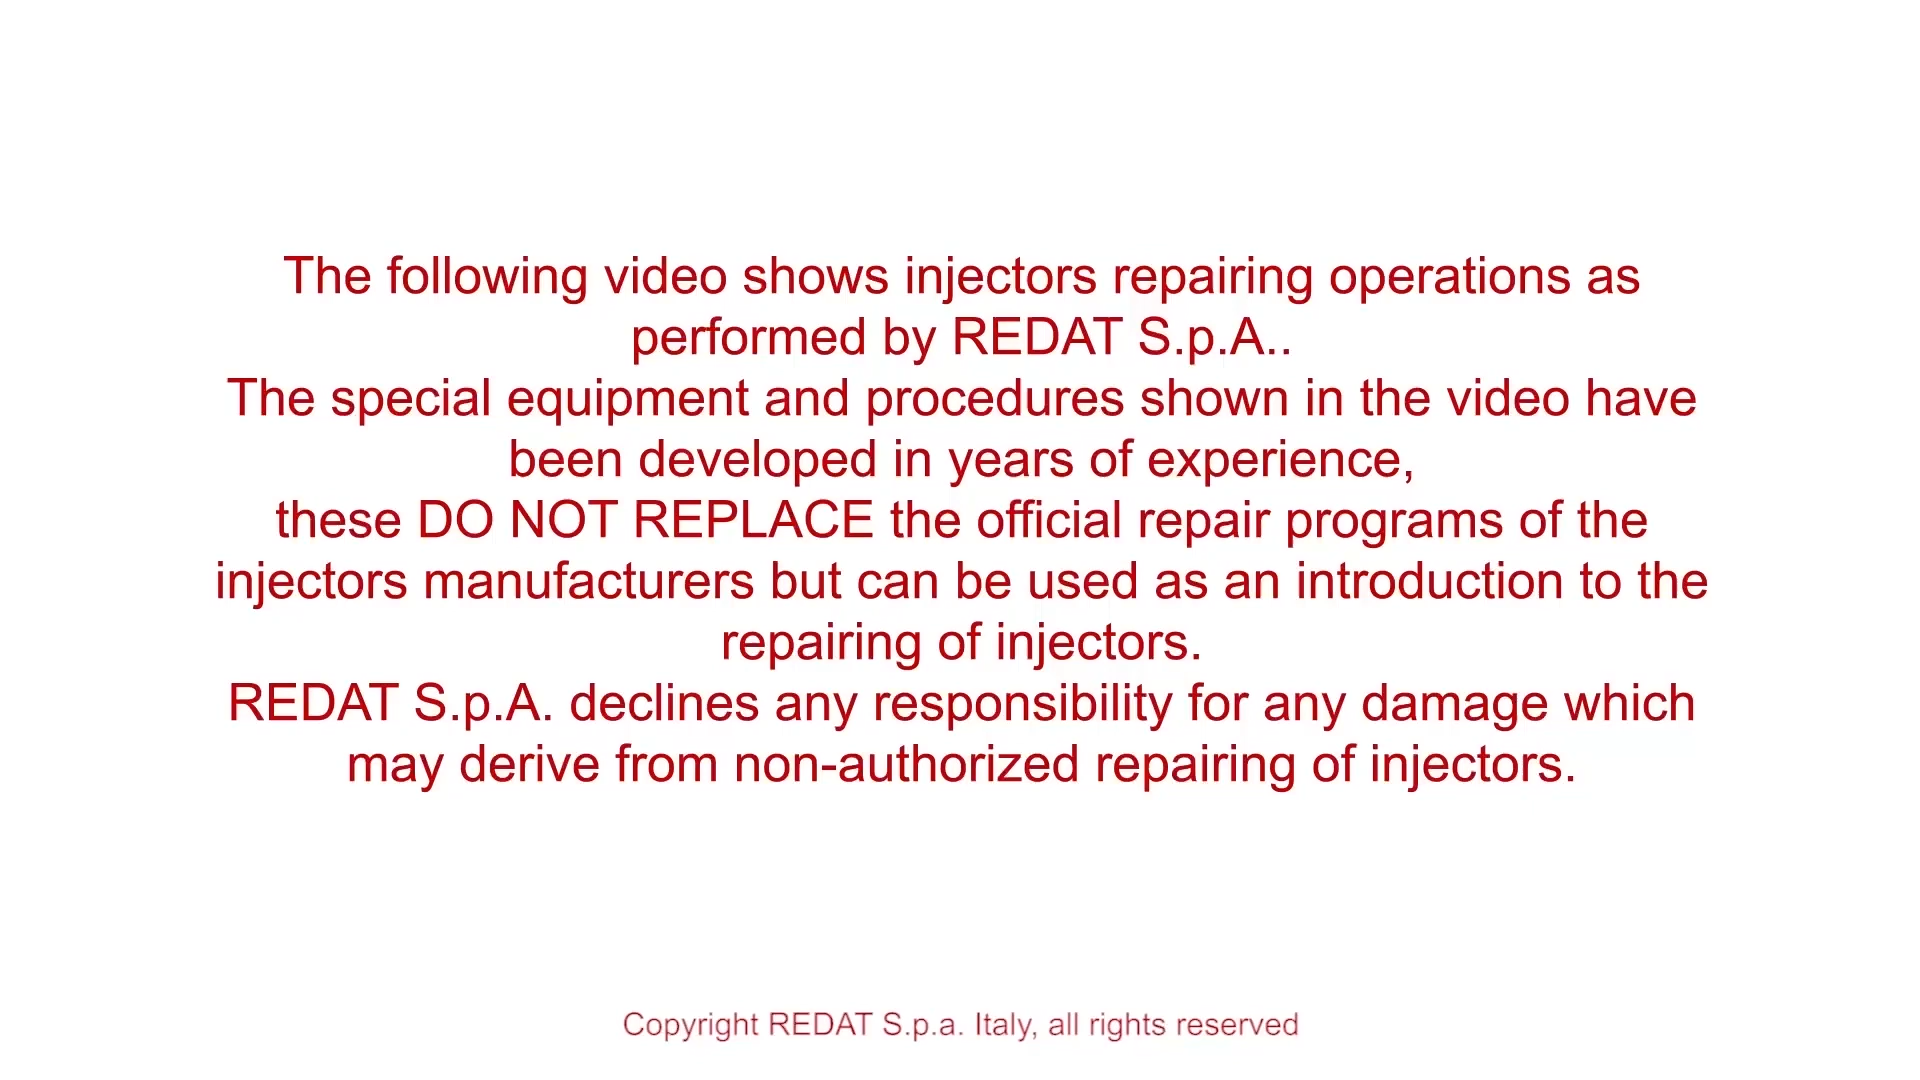 The following video shows injectors repairing operations as
performed by REDAT S.p.A..
The special equipment and procedures shown in the video have
been developed in years of experience,
these DO NOT REPLACE the official repair programs of the
injectors manufacturers but can be used as an introduction to the
repairing of injectors.
REDAT S.p.A. declines any responsibility for any damage which
may derive from non-authorized repairing of injectors.
Copyright REDAT S.p.a. Italy, all rights reserved